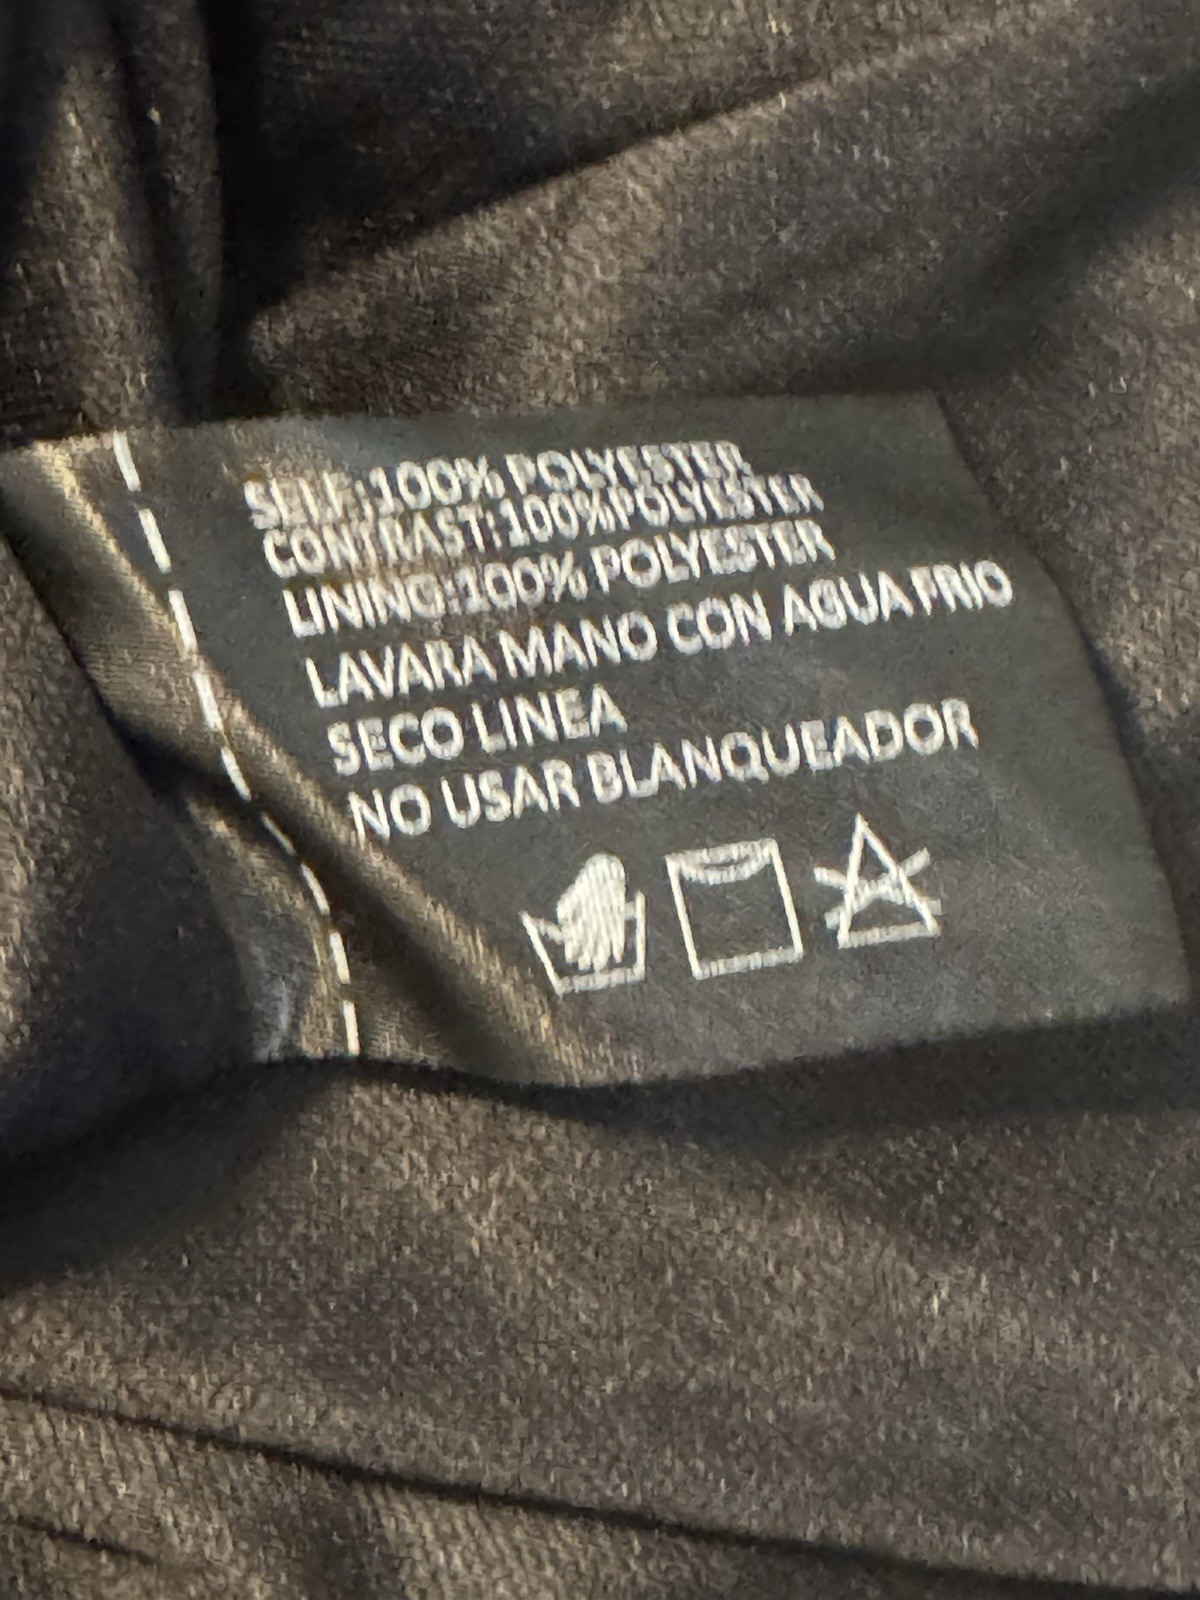 SELF:100% POLYESTER
CONTRAST:100%POLYESTER
LINING:100% POLYESTER
LAVARA MANO CON AGUA FRIO
SECO LINEA
NO USAR BLANQUEADOR